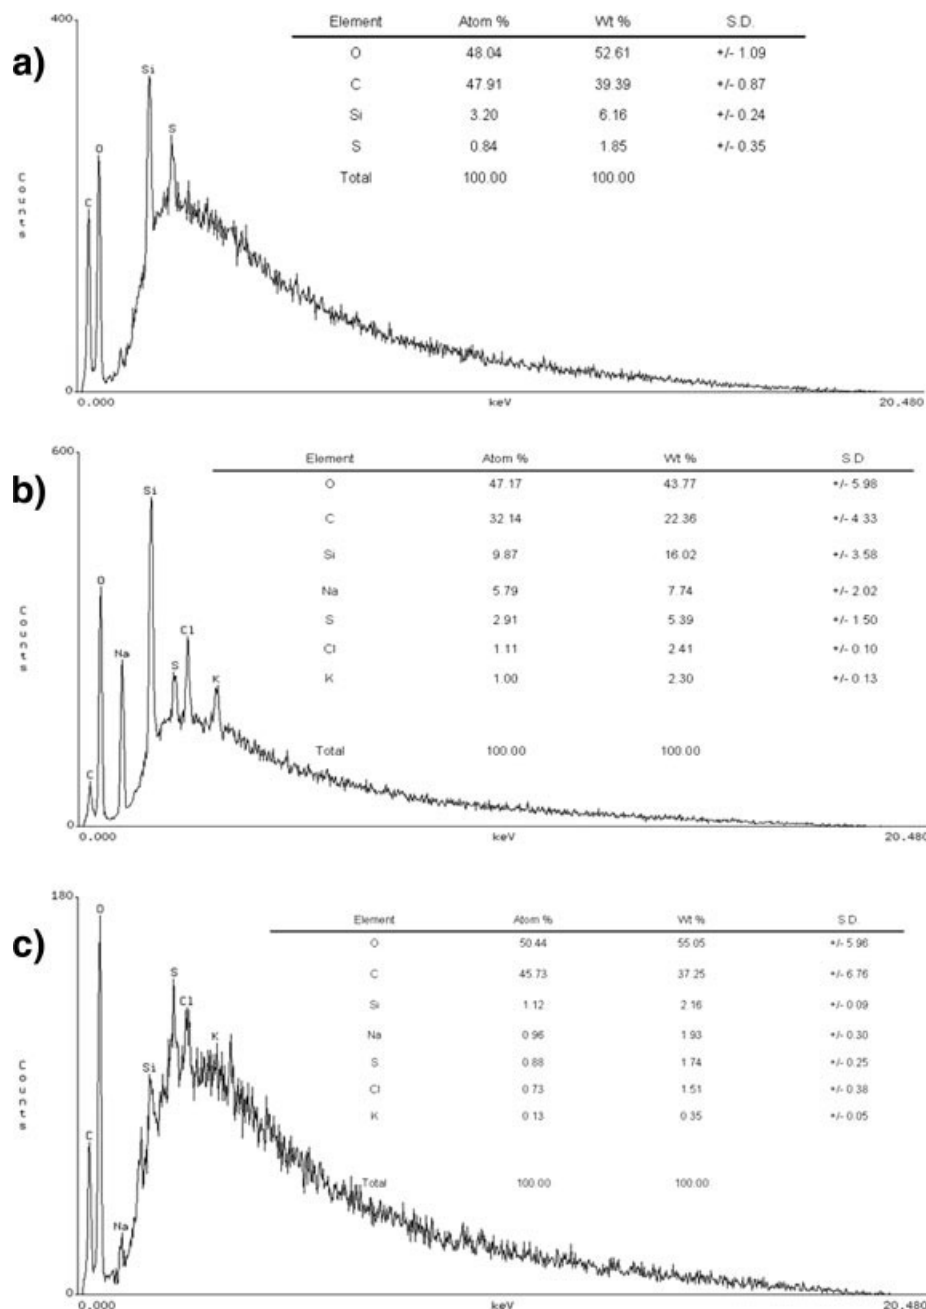 a)
400
Counts
0
0.000
keV
20.480
C
O
Si
S
Element Atom % Wt % S.D.
O 48.04 52.61 +/- 1.09
C 47.91 39.39 +/- 0.87
Si 3.20 6.16 +/- 0.24
S 0.84 1.85 +/- 0.35
Total 100.00 100.00
b)
600
Counts
0
0.000
keV
20.480
C
O
Na
Si
S
Cl
K
Element Atom % Wt % S.D
O 47.17 43.77 +/- 5.98
C 32.14 22.36 +/- 4.33
Si 9.87 16.02 +/- 3.58
Na 5.79 7.74 +/- 2.02
S 2.91 5.39 +/- 1.50
Cl 1.11 2.41 +/- 0.10
K 1.00 2.30 +/- 0.13
Total 100.00 100.00
c)
180
Counts
0
0.000
keV
20.480
C
O
Na
Si
S
Cl
K
Element Atom % Wt % S.D.
O 50.44 55.05 +/- 5.96
C 45.73 37.25 +/- 6.76
Si 1.12 2.16 +/- 0.09
Na 0.96 1.93 +/- 0.30
S 0.88 1.74 +/- 0.25
Cl 0.73 1.51 +/- 0.38
K 0.13 0.35 +/- 0.05
Total 100.00 100.00